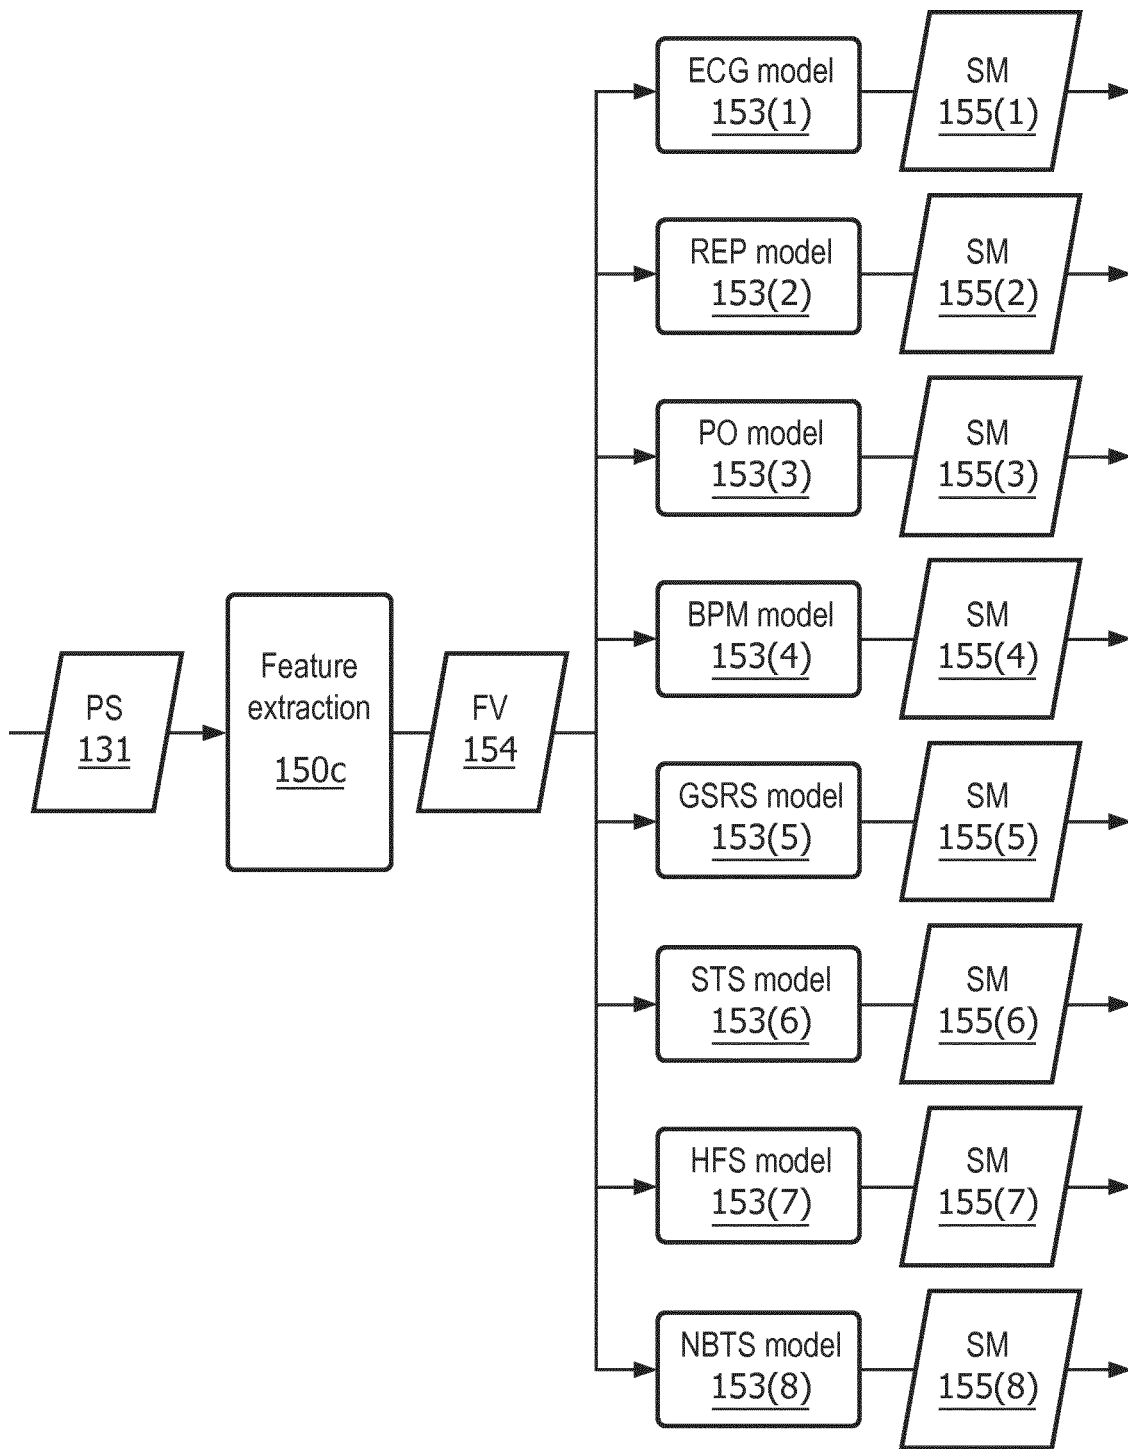 ECG model
153(1)
SM
155(1)
REP model
153(2)
SM
155(2)
PO model
153(3)
SM
155(3)
BPM model
153(4)
SM
155(4)
PS
131
Feature
extraction
150c
FV
154
GSRS model
153(5)
SM
155(5)
STS model
153(6)
SM
155(6)
HFS model
153(7)
SM
155(7)
NBTS model
153(8)
SM
155(8)